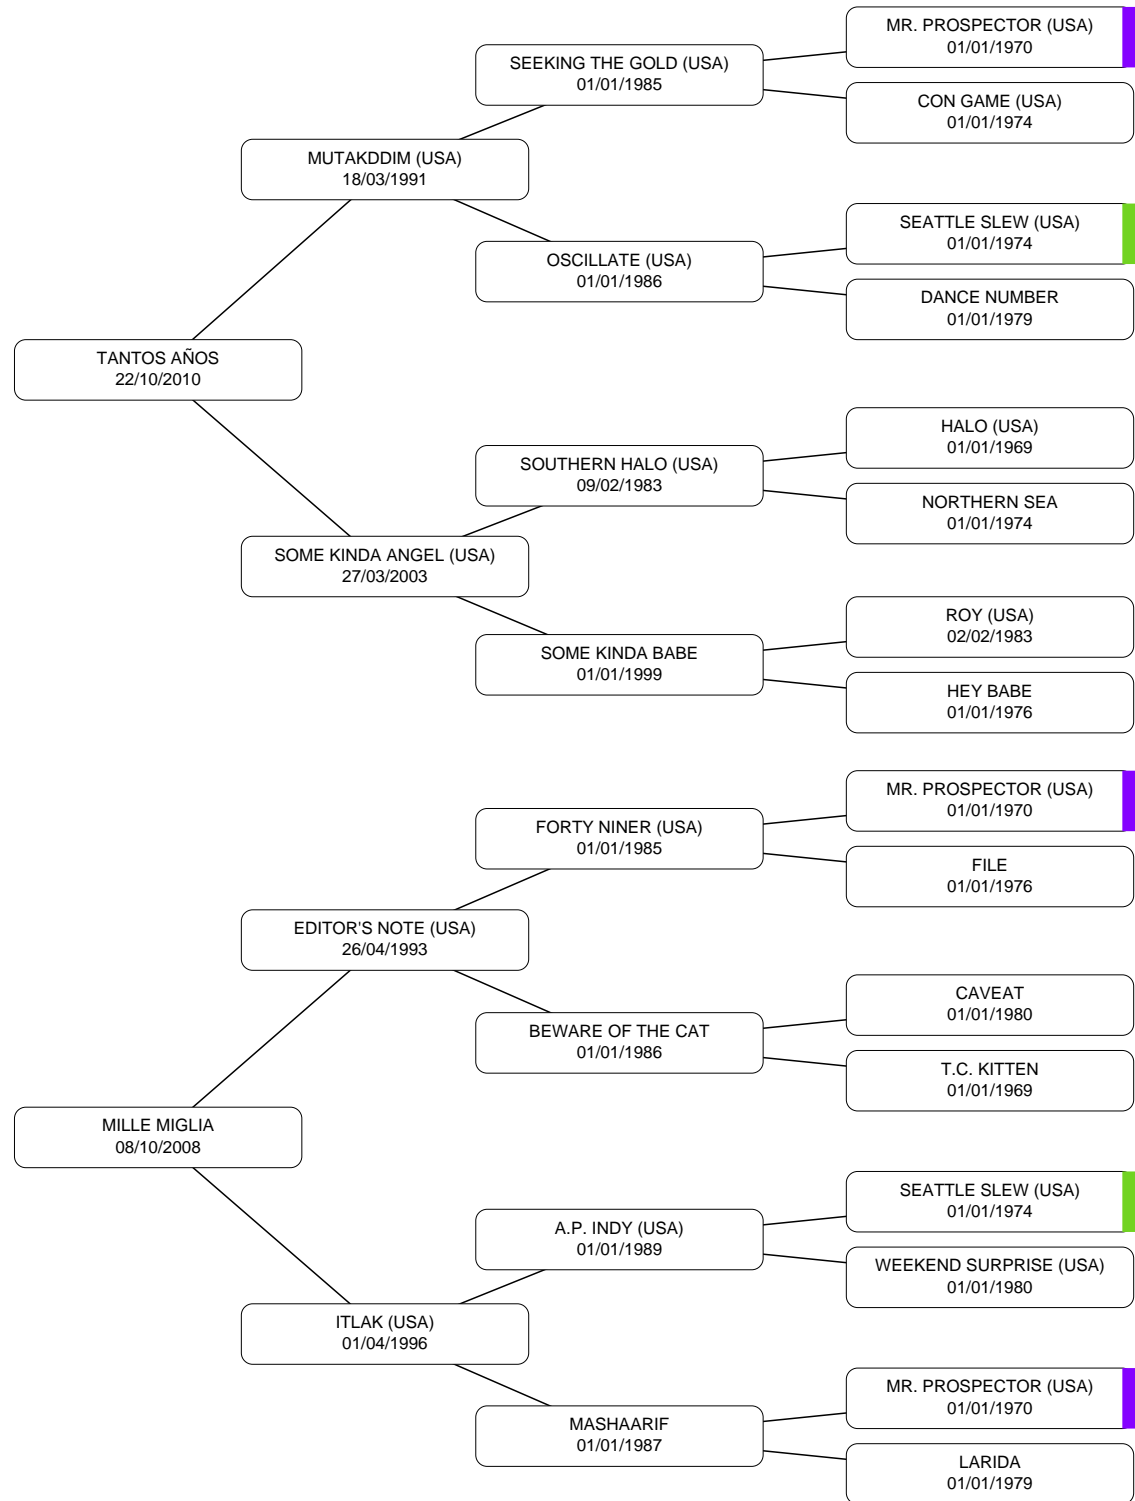 MR. PROSPECTOR (USA)
01/01/1970
SEEKING THE GOLD (USA)
01/01/1985
CON GAME (USA)
01/01/1974
MUTAKDDIM (USA)
18/03/1991
SEATTLE SLEW (USA)
01/01/1974
OSCILLATE (USA)
01/01/1986
DANCE NUMBER
01/01/1979
TANTOS AÑOS
22/10/2010
HALO (USA)
01/01/1969
SOUTHERN HALO (USA)
09/02/1983
NORTHERN SEA
01/01/1974
SOME KINDA ANGEL (USA)
27/03/2003
ROY (USA)
02/02/1983
SOME KINDA BABE
01/01/1999
HEY BABE
01/01/1976
MR. PROSPECTOR (USA)
01/01/1970
FORTY NINER (USA)
01/01/1985
FILE
01/01/1976
EDITOR'S NOTE (USA)
26/04/1993
CAVEAT
01/01/1980
BEWARE OF THE CAT
01/01/1986
T.C. KITTEN
01/01/1969
MILLE MIGLIA
08/10/2008
SEATTLE SLEW (USA)
01/01/1974
A.P. INDY (USA)
01/01/1989
WEEKEND SURPRISE (USA)
01/01/1980
ITLAK (USA)
01/04/1996
MR. PROSPECTOR (USA)
01/01/1970
MASHAARIF
01/01/1987
LARIDA
01/01/1979